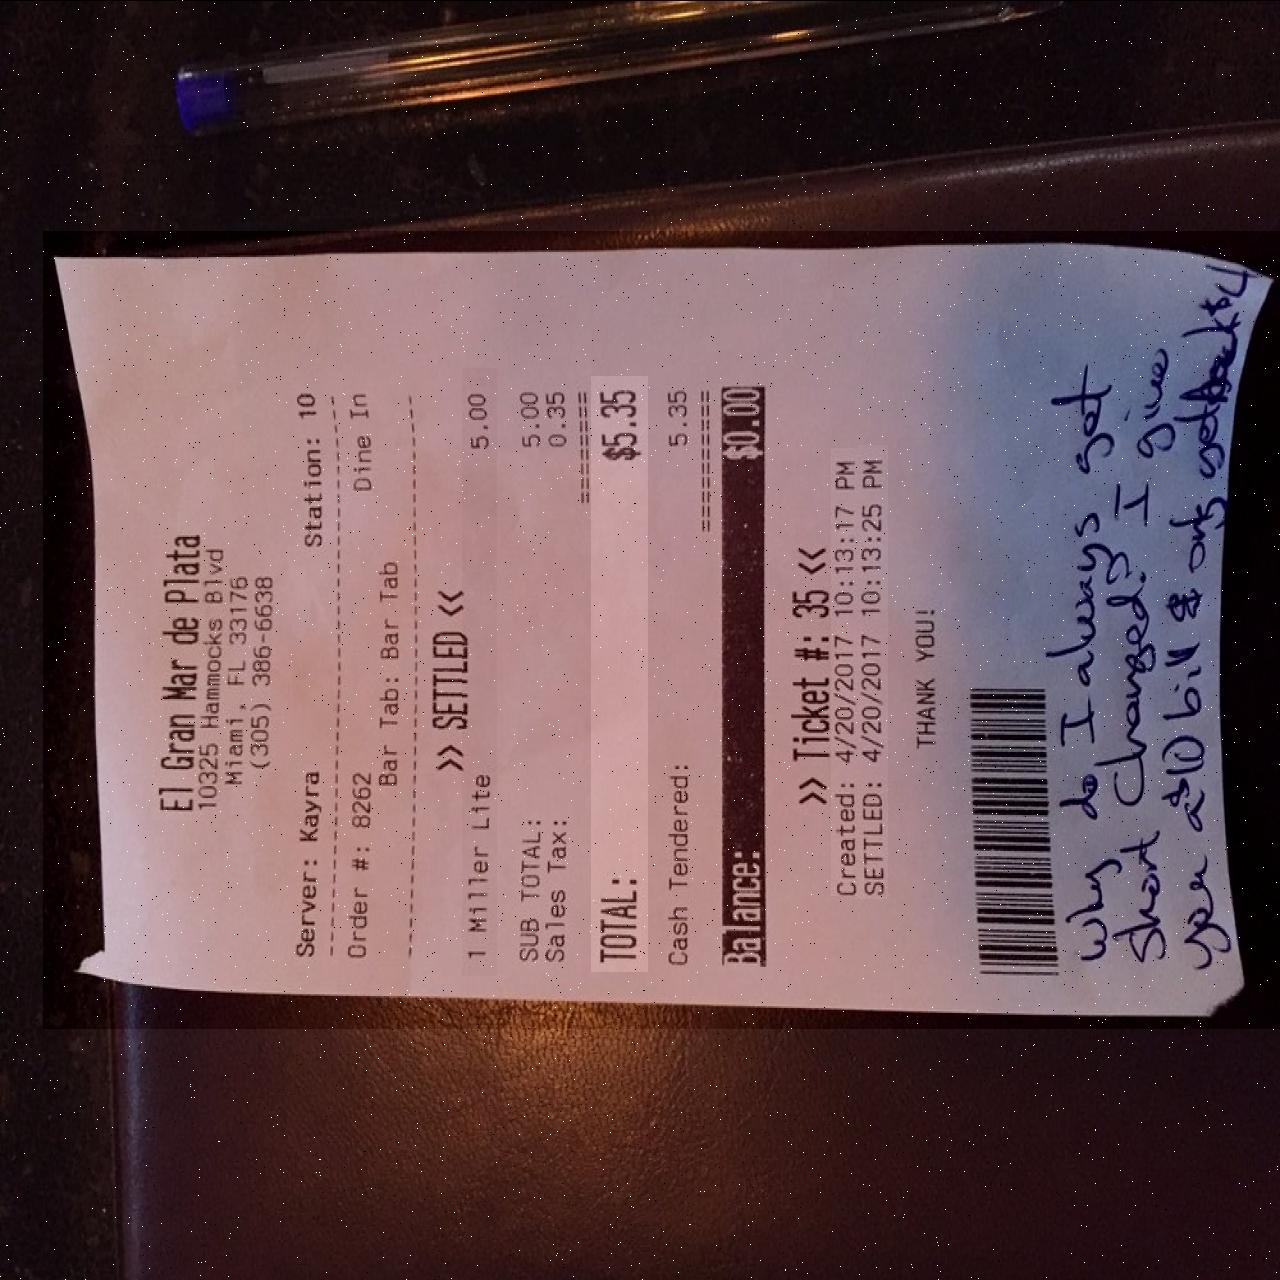 El Gran Mar de Plata
10325 Hammocks Blvd
Miami, FL 33176
(305) 386-6638
Server: Kayra Station: 10
Order #: 8262 Dine In
Bar Tab: Bar Tab
>> SETTLED <<
1 Miller Lite 5.00
SUB TOTAL: 5.00
Sales Tax: 0.35
TOTAL: $5.35
Cash Tendered: 5.35
Balance: $0.00
>> Ticket #: 35 <<
Created: 4/20/2017 10:13:17 PM
SETTLED: 4/20/2017 10:13:25 PM
THANK YOU!
Why do I always get
short changed? I give
you a $10 bill & only get back $4